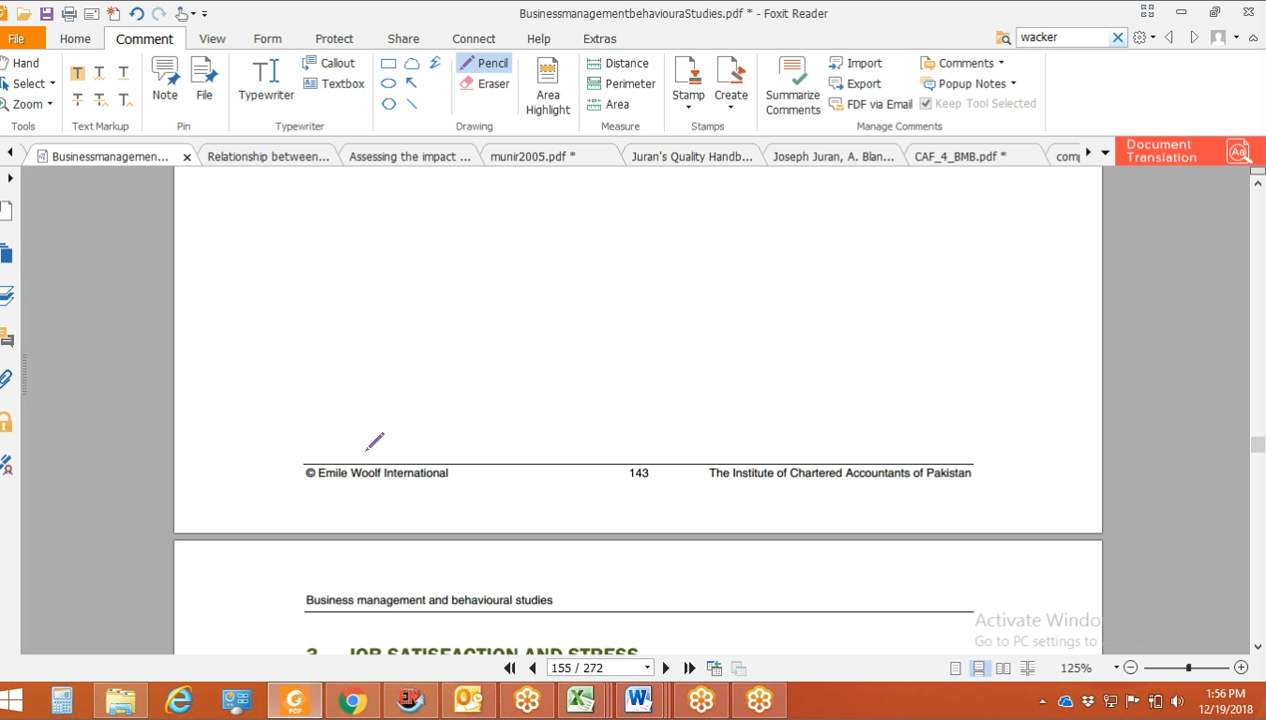 BusinessmanagementbehaviouraStudies.pdf * - Foxit Reader
File Home Comment View Form Protect Share Connect Help Extras
wacker
Hand
Select
Zoom
Tools
Text Markup
Note
File
Pin
Typewriter
Callout
Textbox
Typewriter
Pencil
Eraser
Drawing
Area
Highlight
Distance
Perimeter
Area
Measure
Stamp
Create
Stamps
Summarize
Comments
Import
Export
FDF via Email
Comments
Popup Notes
Keep Tool Selected
Manage Comments
Businessmanagemen...
Relationship between...
Assessing the impact ...
munir2005.pdf *
Juran's Quality Handb...
Joseph Juran, A. Blan...
CAF_4_BMB.pdf *
Document
Translation
© Emile Woolf International 143 The Institute of Chartered Accountants of Pakistan
Business management and behavioural studies
JOB SATISFACTION AND STRESS
Activate Windo
Go to PC settings to
155 / 272
125%
1:56 PM
12/19/2018